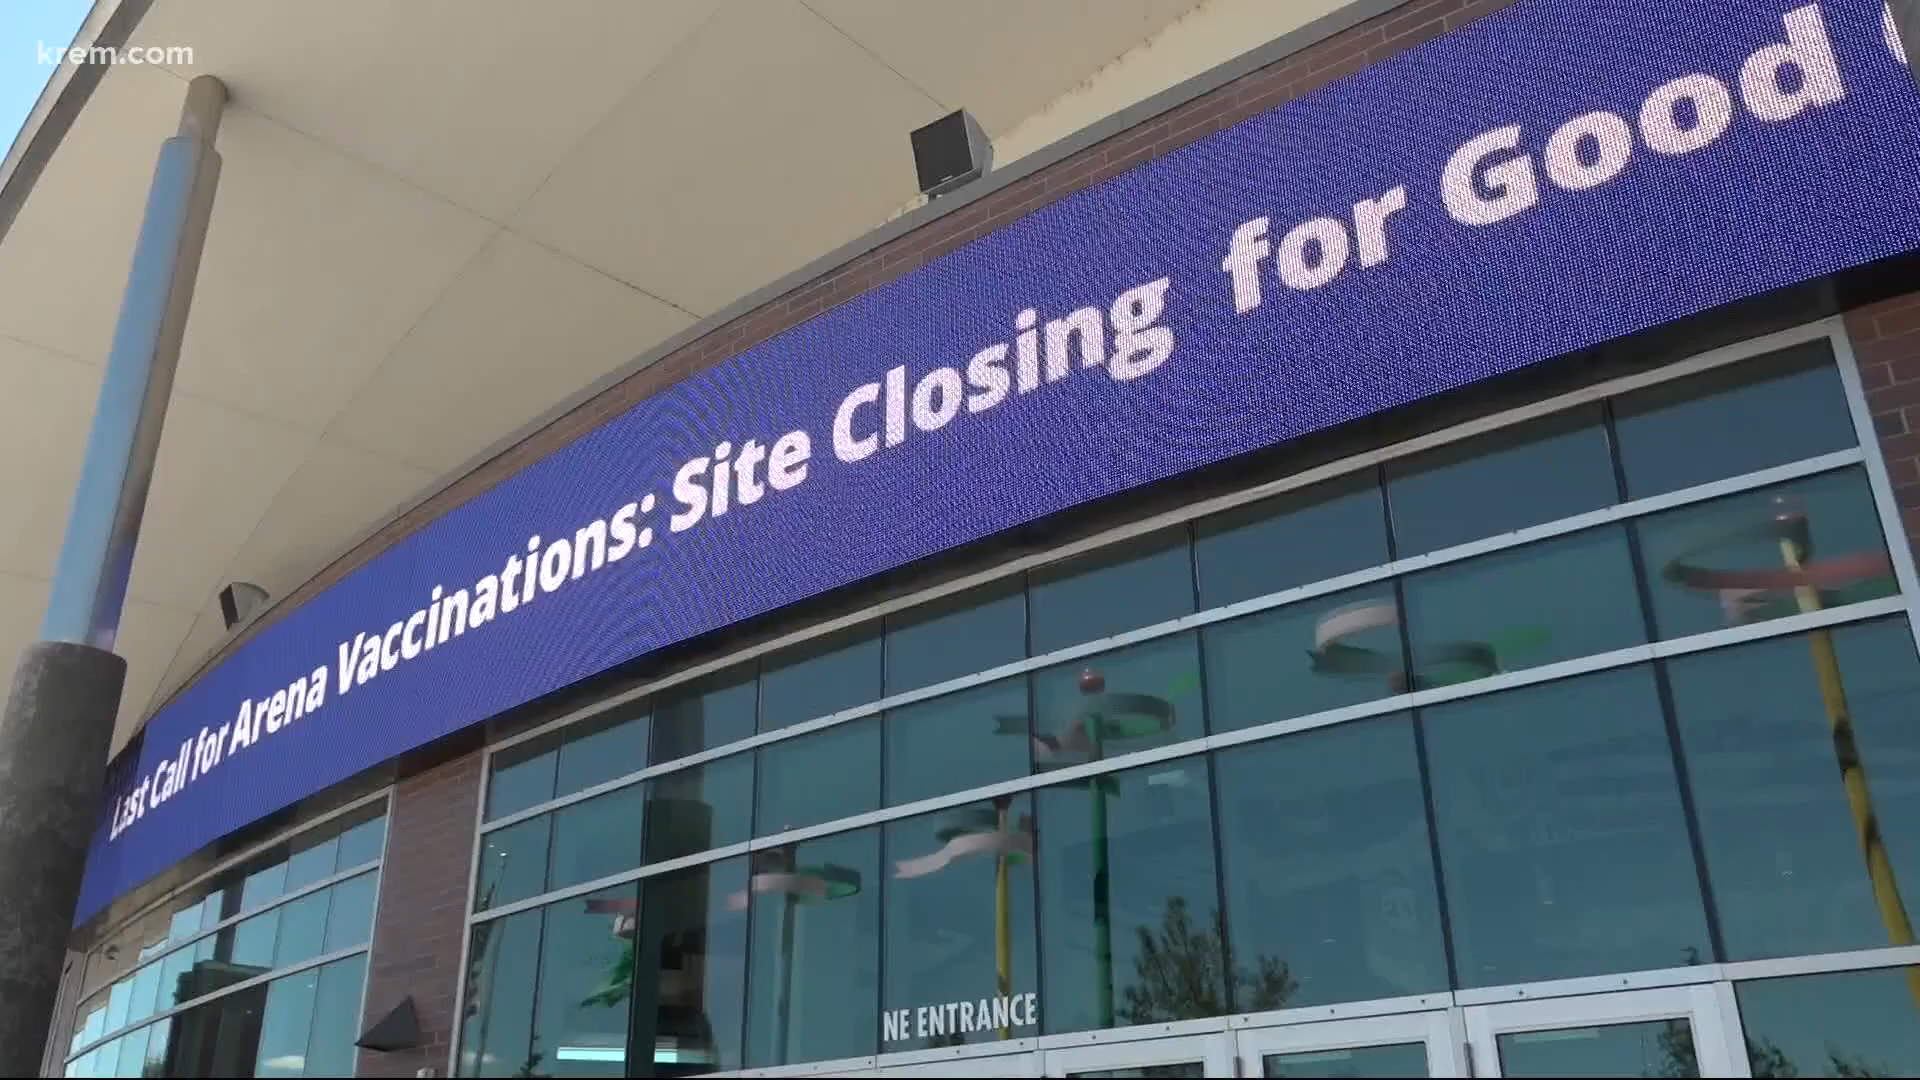 krem.com
Last Call for Arena Vaccinations: Site Closing for Good
NE ENTRANCE